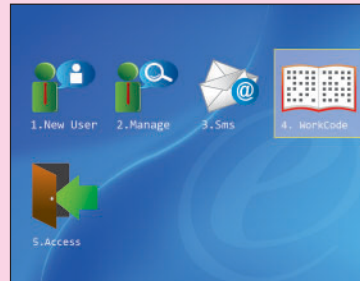 1.New User
2.Manage
3.Sms
4. WorkCode
5.Access